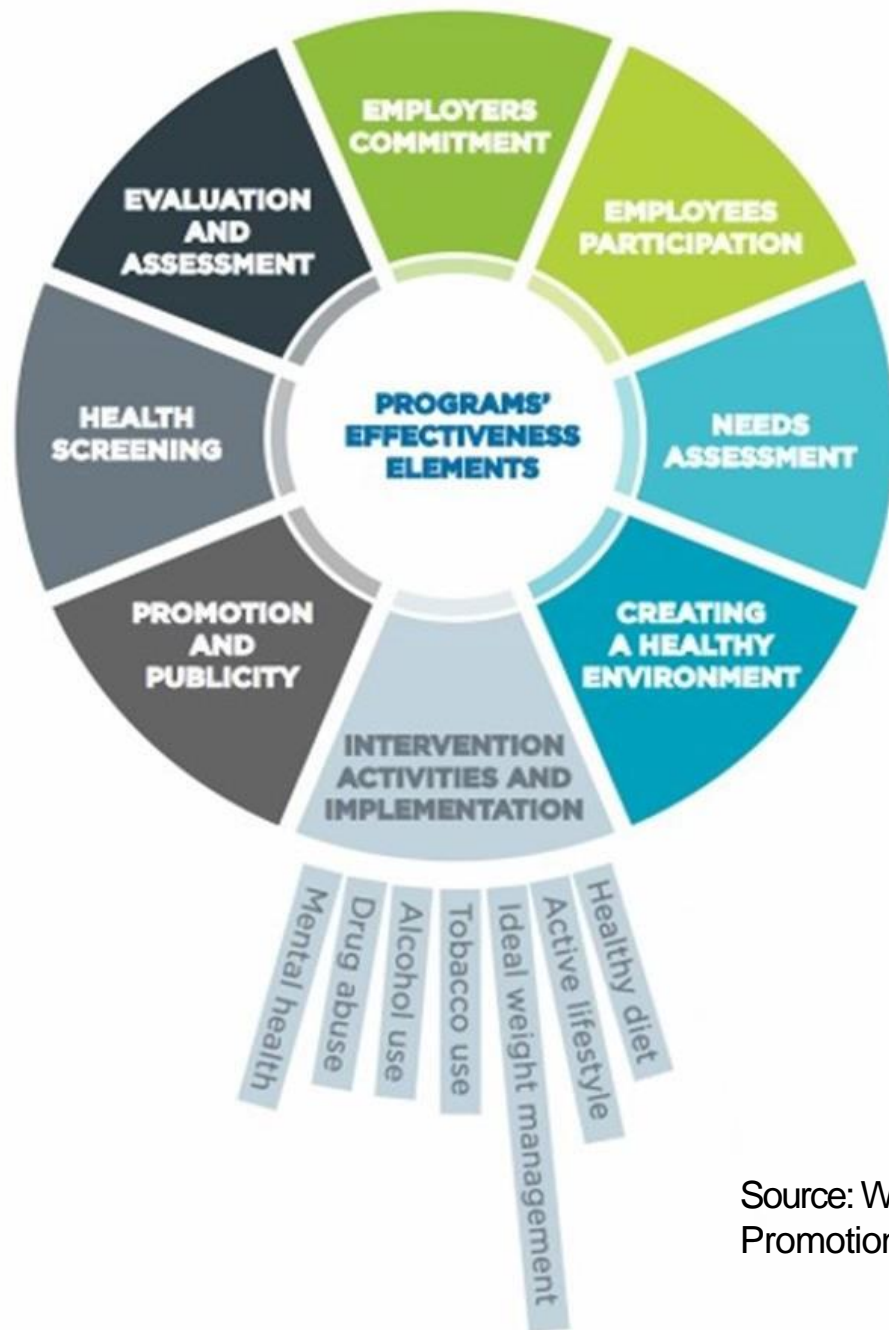 EMPLOYERS
COMMITMENT
EMPLOYEES
PARTICIPATION
NEEDS
ASSESSMENT
CREATING
A HEALTHY
ENVIRONMENT
INTERVENTION
ACTIVITIES AND
IMPLEMENTATION
PROMOTION
AND
PUBLICITY
HEALTH
SCREENING
EVALUATION
AND
ASSESSMENT
PROGRAMS'
EFFECTIVENESS
ELEMENTS
Mental health
Drug abuse
Alcohol use
Tobacco use
Ideal weight management
Active lifestyle
Healthy diet
Source:
Promotion